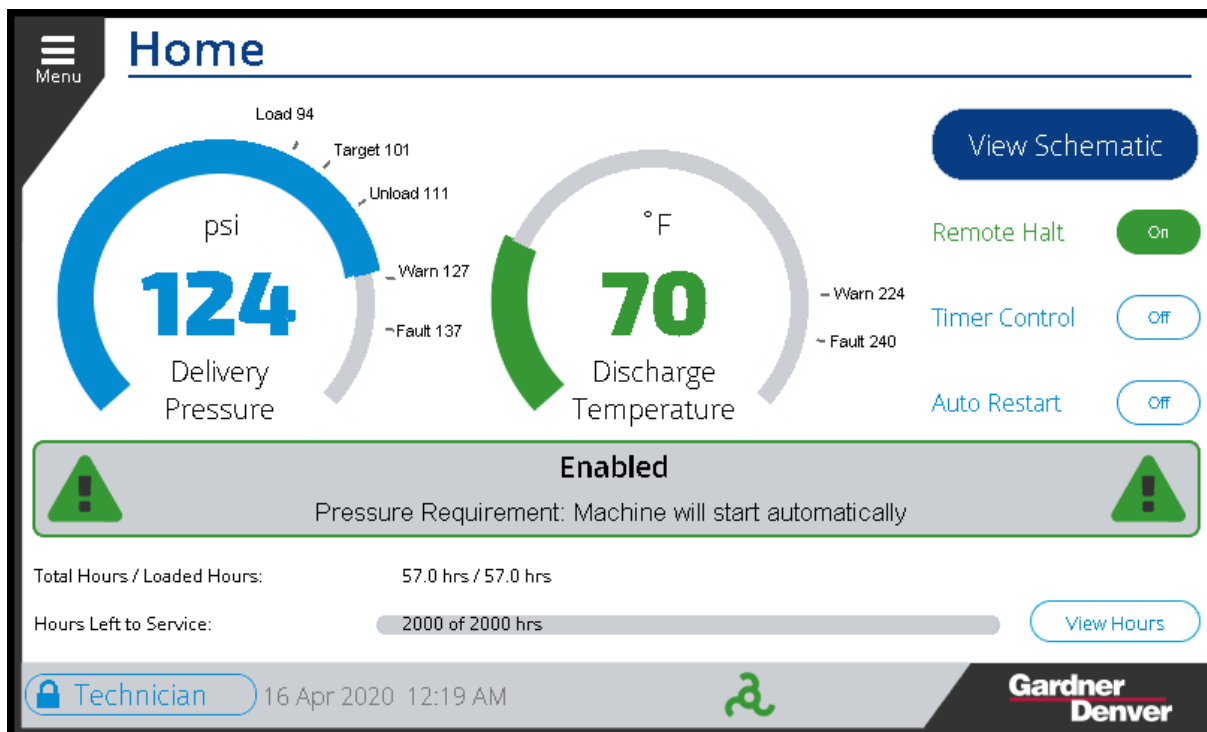 Menu
Home
Load 94
Target 101
Unload 111
Warn 127
Fault 137
psi
124
Delivery
Pressure
°F
70
Discharge
Temperature
Warn 224
Fault 240
View Schematic
Remote Halt On
Timer Control Off
Auto Restart Off
Enabled
Pressure Requirement: Machine will start automatically
Total Hours / Loaded Hours: 57.0 hrs / 57.0 hrs
Hours Left to Service: 2000 of 2000 hrs View Hours
Technician 16 Apr 2020 12:19 AM
Gardner
Denver